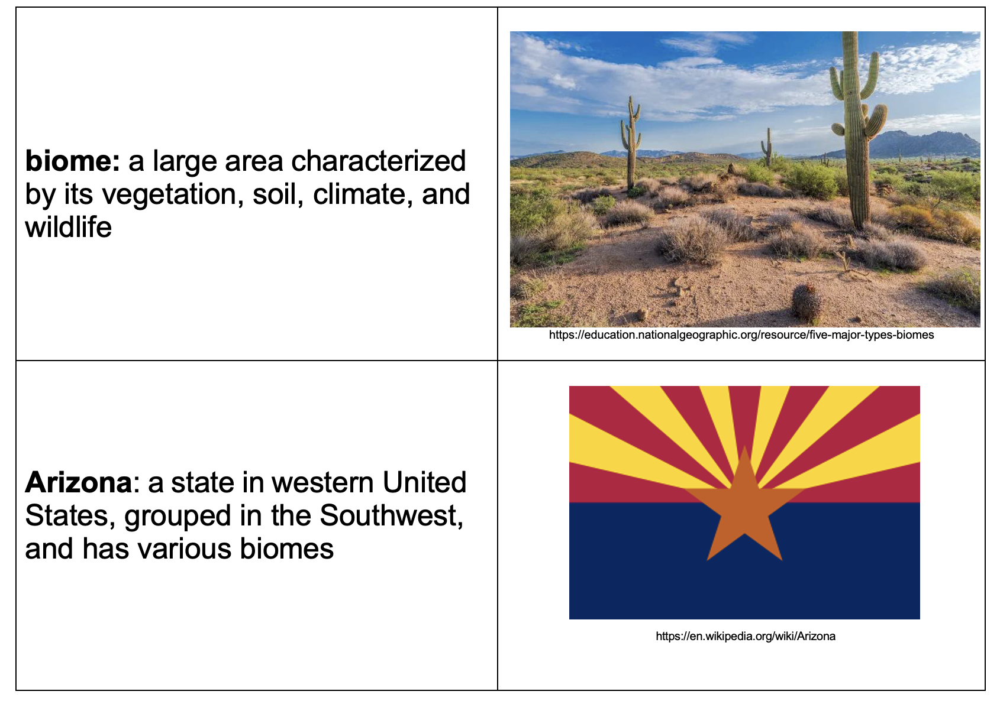 biome: a large area characterized
by its vegetation, soil, climate, and
wildlife
https://education.nationalgeographic.org/resource/five-major-types-biomes
Arizona: a state in western United
States, grouped in the Southwest,
and has various biomes
https://en.wikipedia.org/wiki/Arizona